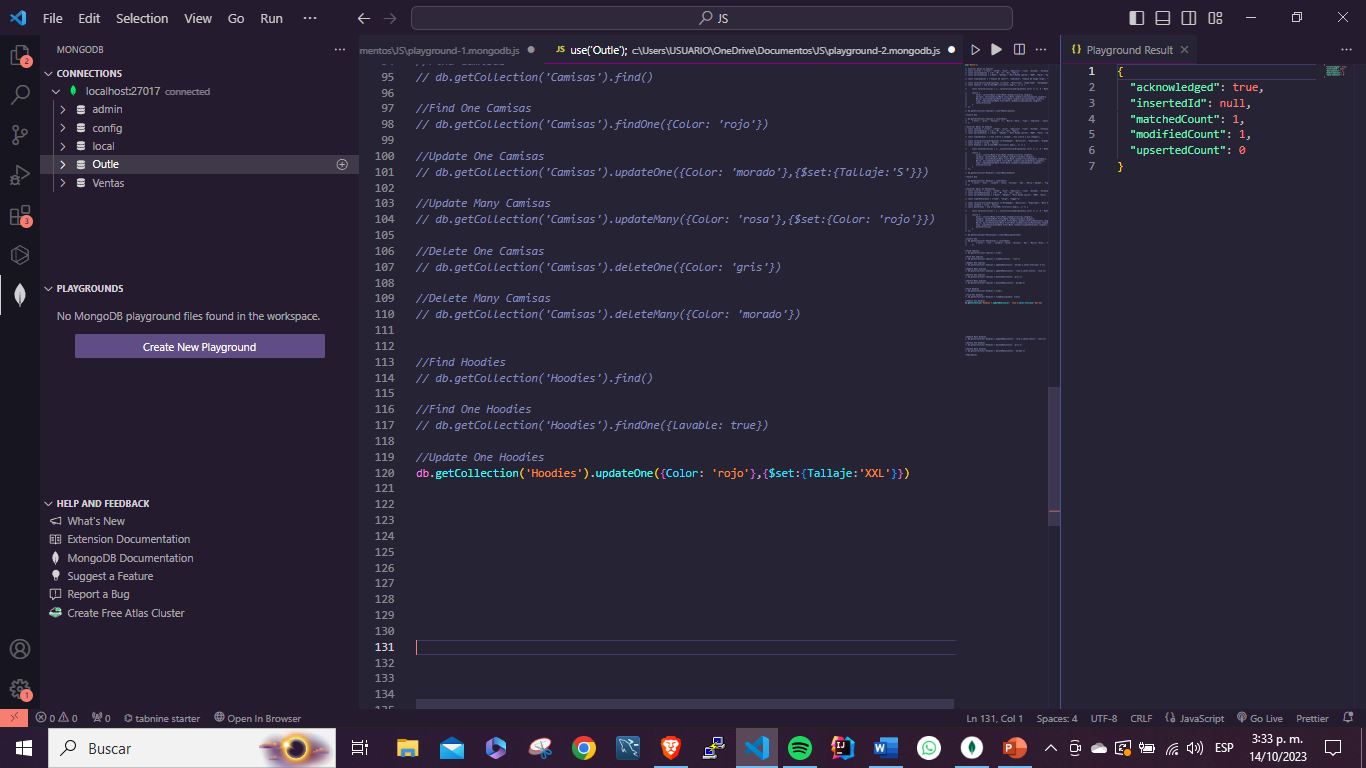 File Edit Selection View Go Run ···
JS
MONGODB
CONNECTIONS
localhost:27017 connected
admin
config
local
Outle
Ventas
PLAYGROUNDS
No MongoDB playground files found in the workspace.
Create New Playground
HELP AND FEEDBACK
What's New
Extension Documentation
MongoDB Documentation
Suggest a Feature
Report a Bug
Create Free Atlas Cluster
mentos\JS\playground-1.mongodb.js
JS use('Outle'); c:\Users\USUARIO\OneDrive\Documentos\JS\playground-2.mongodb.js
95 // db.getCollection('Camisas').find()
96
97 //Find One Camisas
98 // db.getCollection('Camisas').findOne({Color: 'rojo'})
99
100 //Update One Camisas
101 // db.getCollection('Camisas').updateOne({Color: 'morado'},{$set:{Tallaje:'S'}})
102
103 //Update Many Camisas
104 // db.getCollection('Camisas').updateMany({Color: 'rosa'},{$set:{Color: 'rojo'}})
105
106 //Delete One Camisas
107 // db.getCollection('Camisas').deleteOne({Color: 'gris'})
108
109 //Delete Many Camisas
110 // db.getCollection('Camisas').deleteMany({Color: 'morado'})
111
112
113 //Find Hoodies
114 // db.getCollection('Hoodies').find()
115
116 //Find One Hoodies
117 // db.getCollection('Hoodies').findOne({Lavable: true})
118
119 //Update One Hoodies
120 db.getCollection('Hoodies').updateOne({Color: 'rojo'},{$set:{Tallaje:'XXL'}})
121
122
123
124
125
126
127
128
129
130
131
132
133
134
Playground Result
1 {
2 "acknowledged": true,
3 "insertedId": null,
4 "matchedCount": 1,
5 "modifiedCount": 1,
6 "upsertedCount": 0
7 }
2
3
1
0 0 0 tabnine starter Open In Browser
Ln 131, Col 1 Spaces: 4 UTF-8 CRLF JavaScript Go Live Prettier
Buscar
ESP
3:33 p. m.
14/10/2023